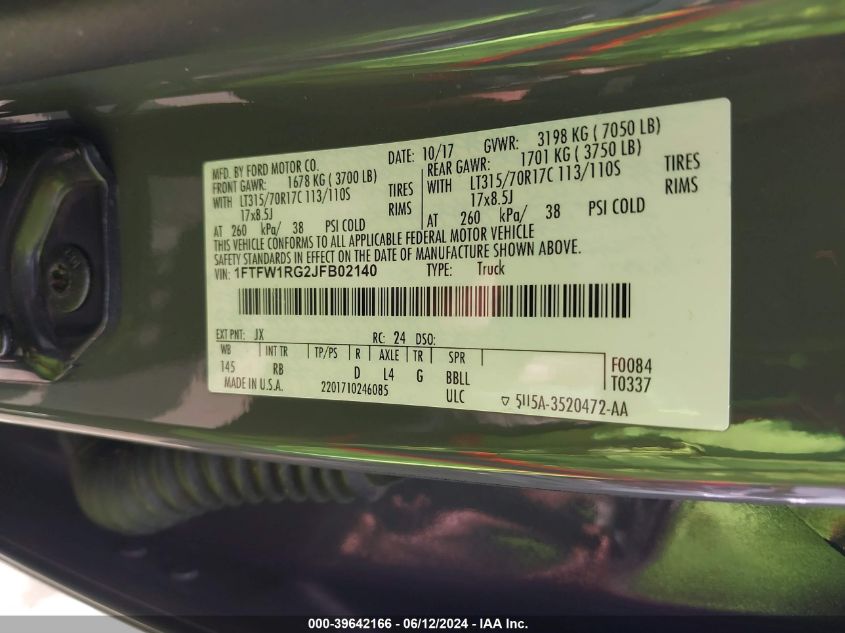 MFD. BY FORD MOTOR CO. DATE: 10/17 GVWR: 3198 KG ( 7050 LB)
FRONT GAWR: 1678 KG ( 3700 LB) REAR GAWR: 1701 KG ( 3750 LB)
WITH LT315/70R17C 113/110S TIRES WITH LT315/70R17C 113/110S TIRES
17x8.5J RIMS 17x8.5J RIMS
AT 260 kPa/ 38 PSI COLD AT 260 kPa/ 38 PSI COLD
THIS VEHICLE CONFORMS TO ALL APPLICABLE FEDERAL MOTOR VEHICLE
SAFETY STANDARDS IN EFFECT ON THE DATE OF MANUFACTURE SHOWN ABOVE.
VIN: 1FTFW1RG2JFB02140 TYPE: Truck
EXT PNT: JX RC: 24 DSO:
WB INT TR TP/PS R AXLE TR SPR
145 RB D L4 G BBLL F0084
MADE IN U.S.A. 2201710246085 ULC T0337
5U5A-3520472-AA
000-39642166 - 06/12/2024 - IAA Inc.